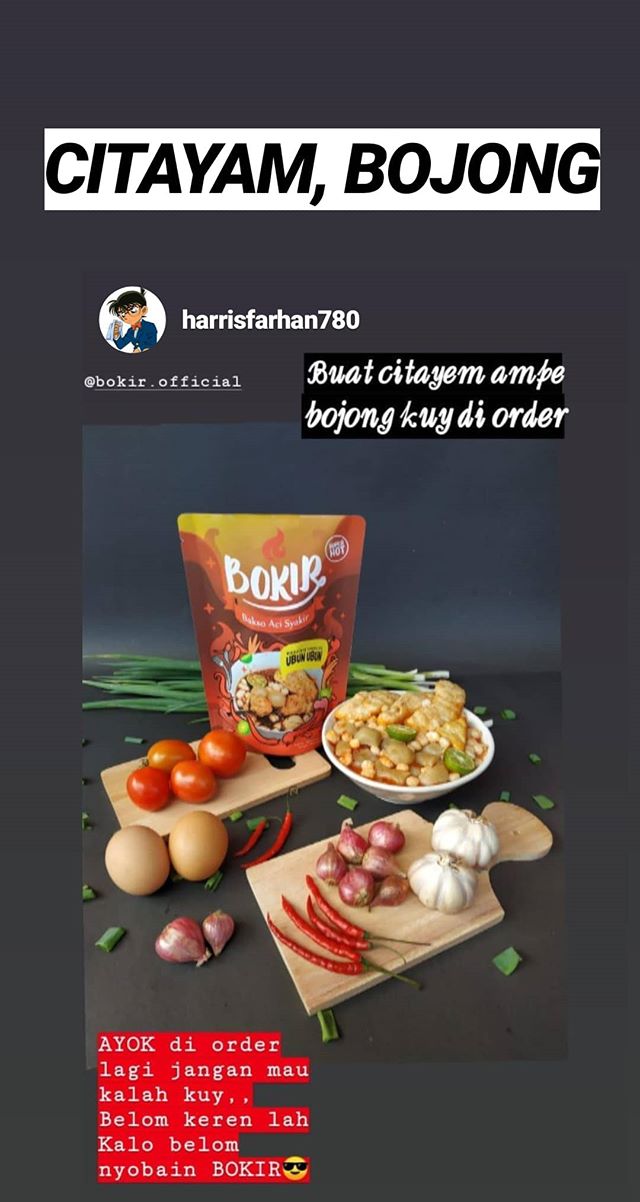 CITAYAM, BOJONG
harrisfarhan780
@bokir.official
Buat citayem ampe
bojong kuy di order
HOT
BOKIR
Bakso Aci Syakir
UBUN UBUN
AYOK di order
lagi jangan mau
kalah kuy,,
Belom keren lah
Kalo belom
nyobain BOKIR😎